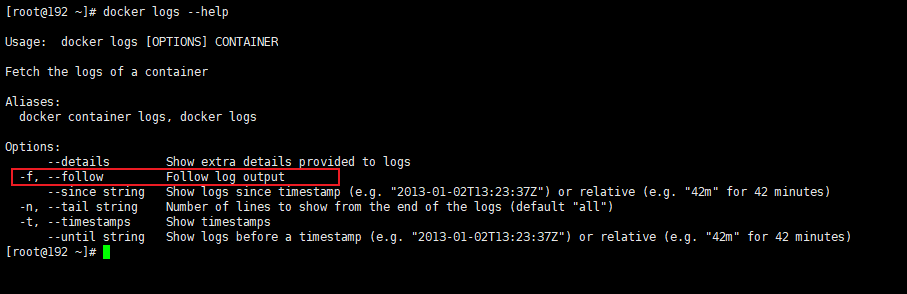 [root@192 ~]# docker logs --help
Usage:  docker logs [OPTIONS] CONTAINER
Fetch the logs of a container
Aliases:
  docker container logs, docker logs
Options:
      --details        Show extra details provided to logs
  -f, --follow         Follow log output
      --since string   Show logs since timestamp (e.g. "2013-01-02T13:23:37Z") or relative (e.g. "42m" for 42 minutes)
  -n, --tail string    Number of lines to show from the end of the logs (default "all")
  -t, --timestamps     Show timestamps
      --until string   Show logs before a timestamp (e.g. "2013-01-02T13:23:37Z") or relative (e.g. "42m" for 42 minutes)
[root@192 ~]#